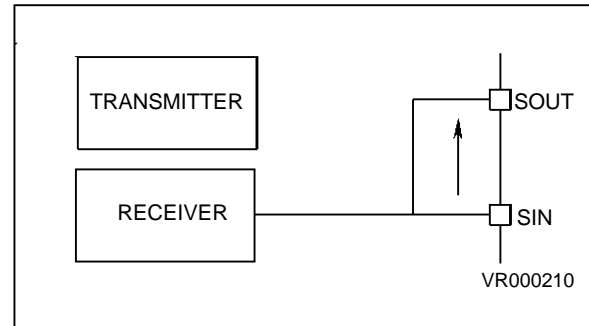 TRANSMITTER
SOUT
RECEIVER
SIN
VR000210